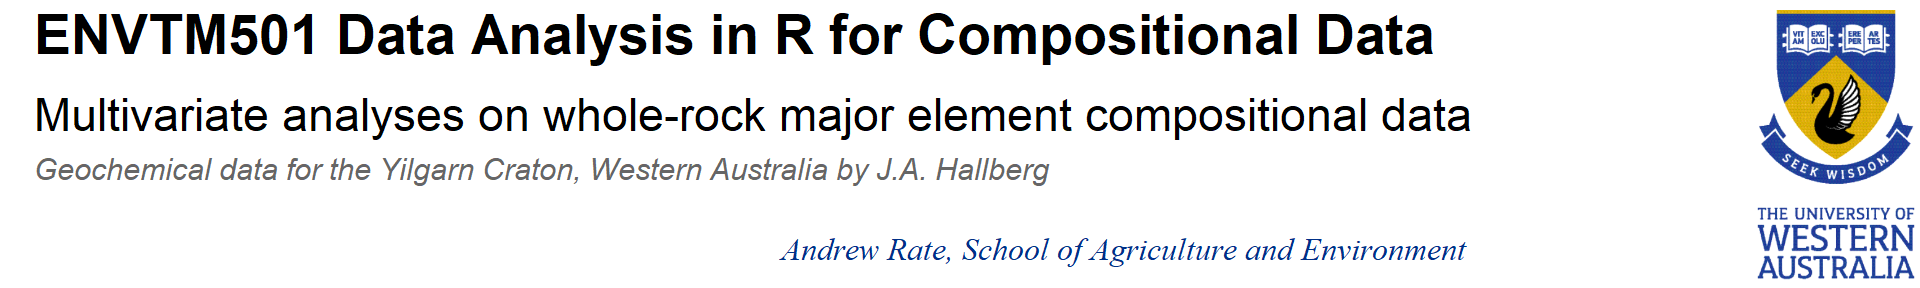 ENVTM501 Data Analysis in R for Compositional Data
Multivariate analyses on whole-rock major element compositional data
Geochemical data for the Yilgarn Craton, Western Australia by J.A. Hallberg
Andrew Rate, School of Agriculture and Environment
VIT EXC ERE AR
AM OLU PER TES
SEEK WISDOM
THE UNIVERSITY OF
WESTERN
AUSTRALIA